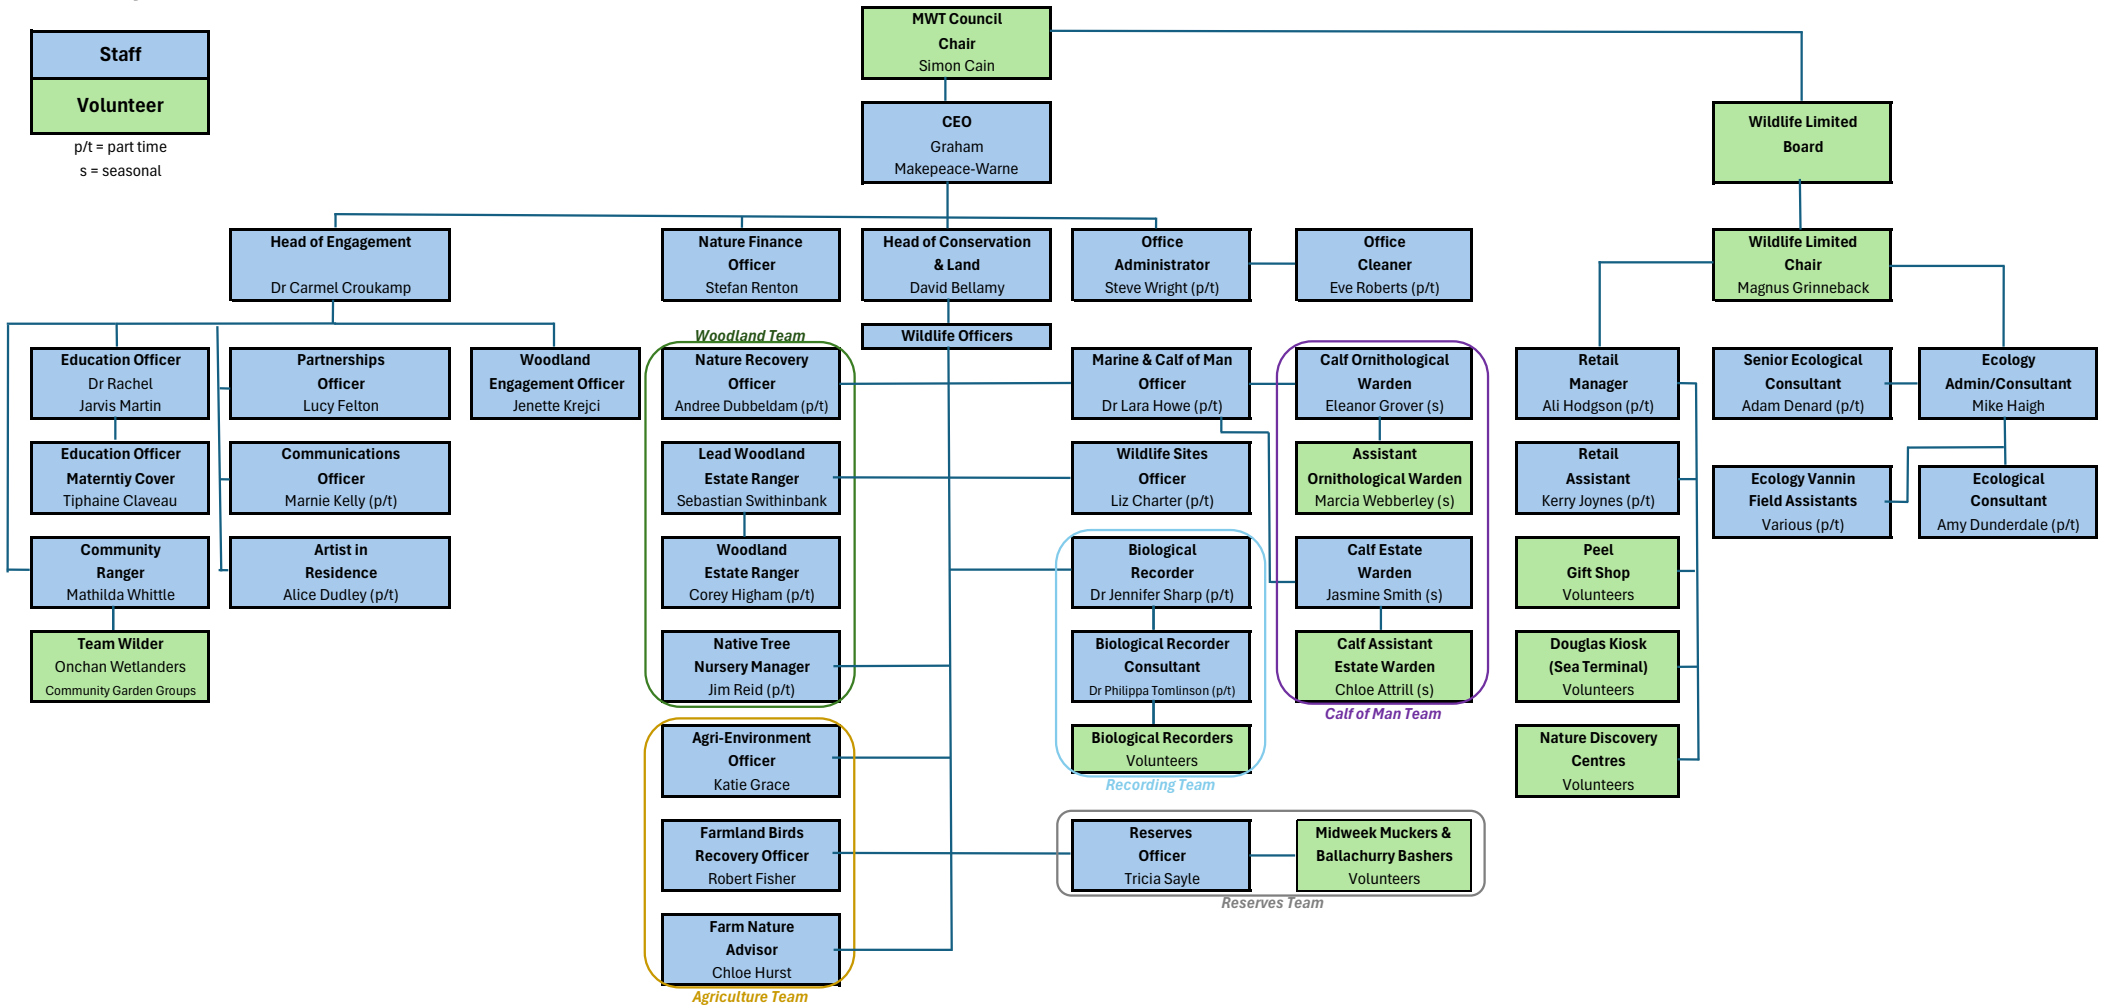 Staff
Volunteer
p/t = part time
s = seasonal
MWT Council
Chair
Simon Cain
CEO
Graham
Makepeace-Warne
Wildlife Limited
Board
Head of Engagement
Dr Carmel Croukamp
Nature Finance
Officer
Stefan Renton
Head of Conservation
& Land
David Bellamy
Office
Administrator
Steve Wright (p/t)
Office
Cleaner
Eve Roberts (p/t)
Wildlife Limited
Chair
Magnus Grinneback
Wildlife Officers
Education Officer
Dr Rachel
Jarvis Martin
Partnerships
Officer
Lucy Felton
Woodland
Engagement Officer
Jenette Krejci
Education Officer
Materntiy Cover
Tiphaine Claveau
Communications
Officer
Marnie Kelly (p/t)
Community
Ranger
Mathilda Whittle
Artist in
Residence
Alice Dudley (p/t)
Team Wilder
Onchan Wetlanders
Community Garden Groups
Woodland Team
Nature Recovery
Officer
Andree Dubbeldam (p/t)
Lead Woodland
Estate Ranger
Sebastian Swithinbank
Woodland
Estate Ranger
Corey Higham (p/t)
Native Tree
Nursery Manager
Jim Reid (p/t)
Agri-Environment
Officer
Katie Grace
Farmland Birds
Recovery Officer
Robert Fisher
Farm Nature
Advisor
Chloe Hurst
Agriculture Team
Marine & Calf of Man
Officer
Dr Lara Howe (p/t)
Wildlife Sites
Officer
Liz Charter (p/t)
Biological
Recorder
Dr Jennifer Sharp (p/t)
Biological Recorder
Consultant
Dr Philippa Tomlinson (p/t)
Biological Recorders
Volunteers
Recording Team
Calf Ornithological
Warden
Eleanor Grover (s)
Assistant
Ornithological Warden
Marcia Webberley (s)
Calf Estate
Warden
Jasmine Smith (s)
Calf Assistant
Estate Warden
Chloe Attrill (s)
Calf of Man Team
Reserves
Officer
Tricia Sayle
Midweek Muckers &
Ballachurry Bashers
Volunteers
Reserves Team
Retail
Manager
Ali Hodgson (p/t)
Retail
Assistant
Kerry Joynes (p/t)
Peel
Gift Shop
Volunteers
Douglas Kiosk
(Sea Terminal)
Volunteers
Nature Discovery
Centres
Volunteers
Senior Ecological
Consultant
Adam Denard (p/t)
Ecology
Admin/Consultant
Mike Haigh
Ecology Vannin
Field Assistants
Various (p/t)
Ecological
Consultant
Amy Dunderdale (p/t)